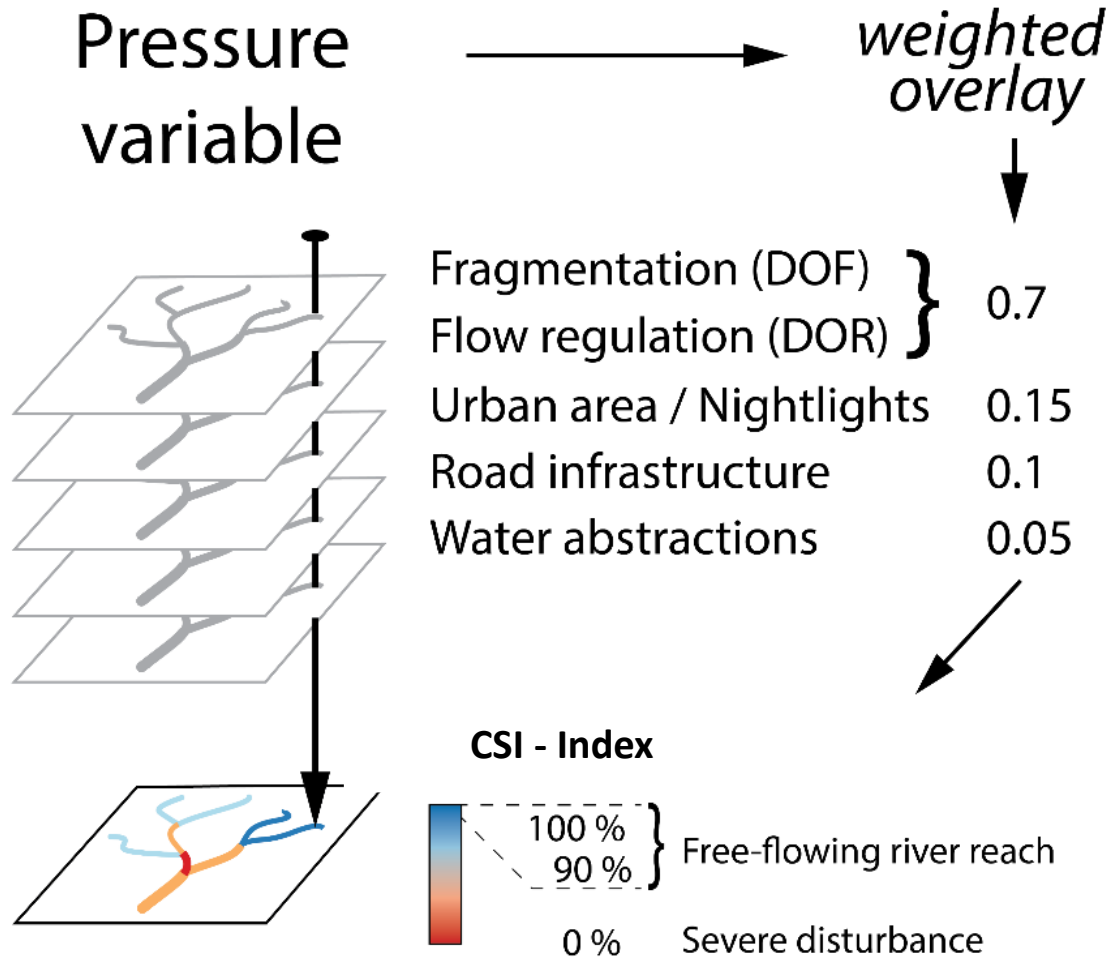 Pressure
variable
weighted
overlay
Fragmentation (DOF)
Flow regulation (DOR)
} 0.7
Urban area / Nightlights 0.15
Road infrastructure 0.1
Water abstractions 0.05
CSI - Index
100 %
90 %
} Free-flowing river reach
0 % Severe disturbance